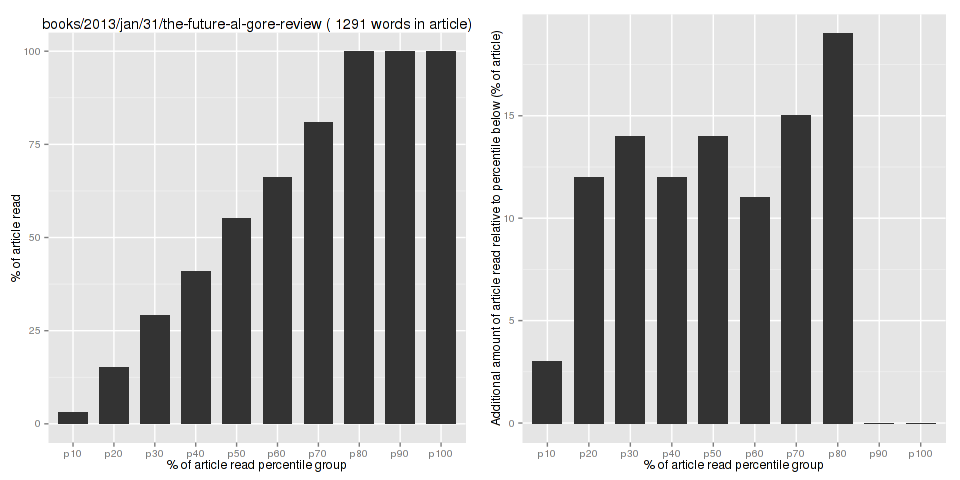 books/2013/jan/31/the-future-al-gore-review ( 1291 words in article)
% of article read
100
75
50
25
0
p10 p20 p30 p40 p50 p60 p70 p80 p90 p100
% of article read percentile group
Additional amount of article read relative to percentile below (% of article)
15
10
5
0
p10 p20 p30 p40 p50 p60 p70 p80 p90 p100
% of article read percentile group